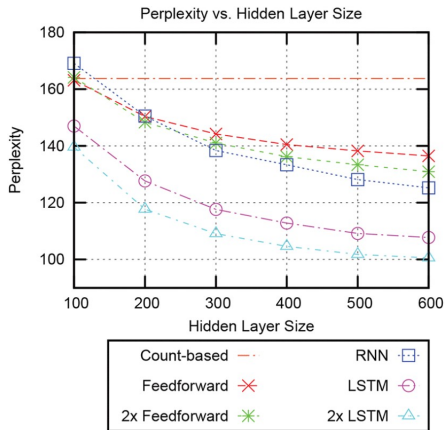 Perplexity vs. Hidden Layer Size
180
160
140
120
100
Perplexity
100 200 300 400 500 600
Hidden Layer Size
Count-based RNN
Feedforward LSTM
2x Feedforward 2x LSTM